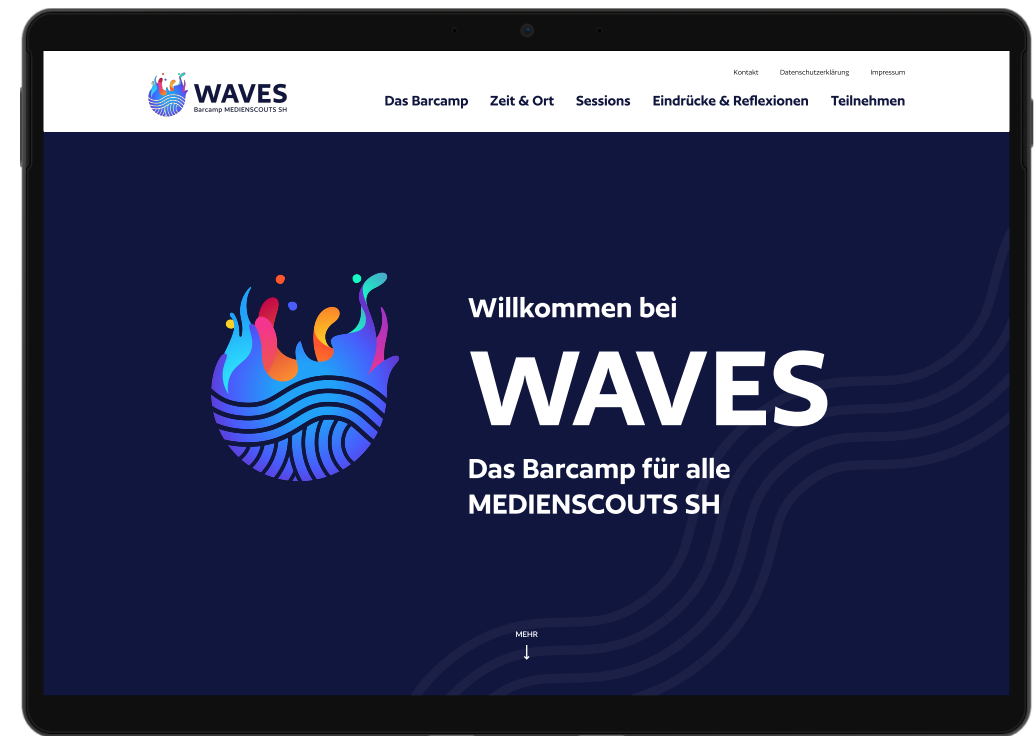 Kontakt Datenschutzerklärung Impressum
WAVES
Barcamp MEDIENSCOUTS SH
Das Barcamp Zeit & Ort Sessions Eindrücke & Reflexionen Teilnehmen
Willkommen bei
WAVES
Das Barcamp für alle
MEDIENSCOUTS SH
MEHR